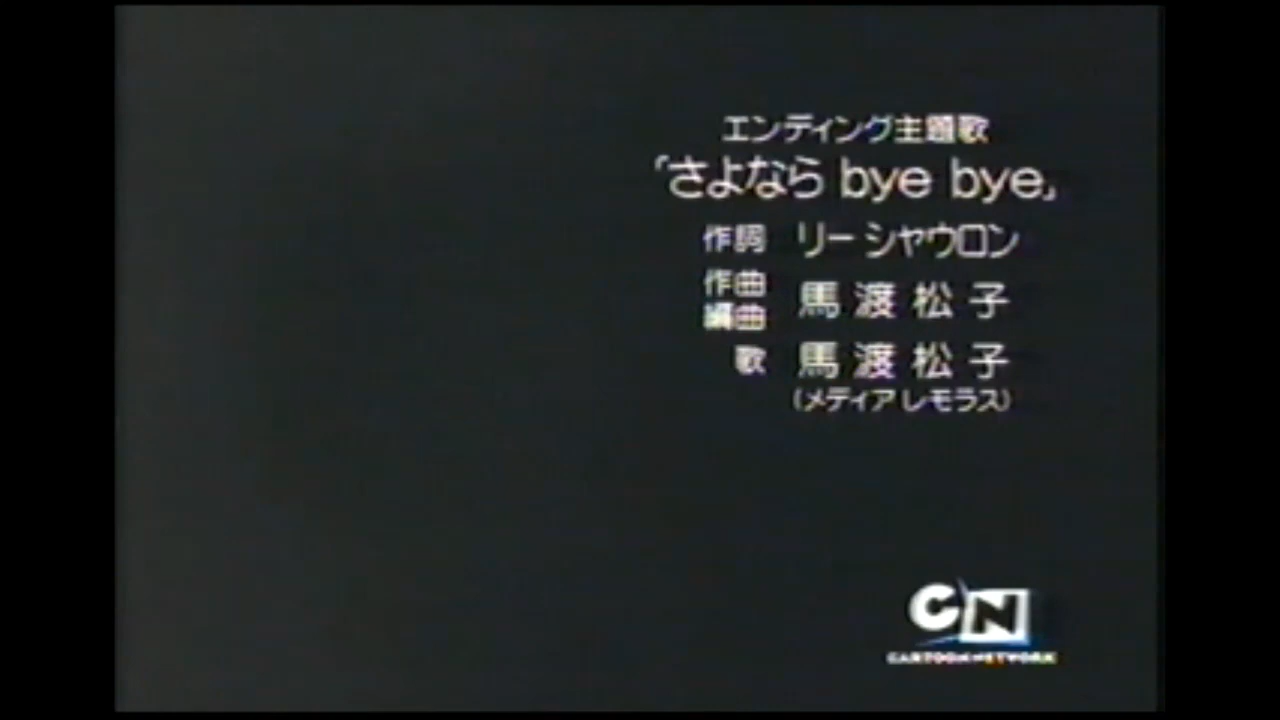 エンディング主題歌
「さよなら bye bye」
作詞 リー シャウロン
作曲
編曲 馬渡松子
歌 馬渡松子
(メディア レモラス)
CN
CARTOON NETWORK